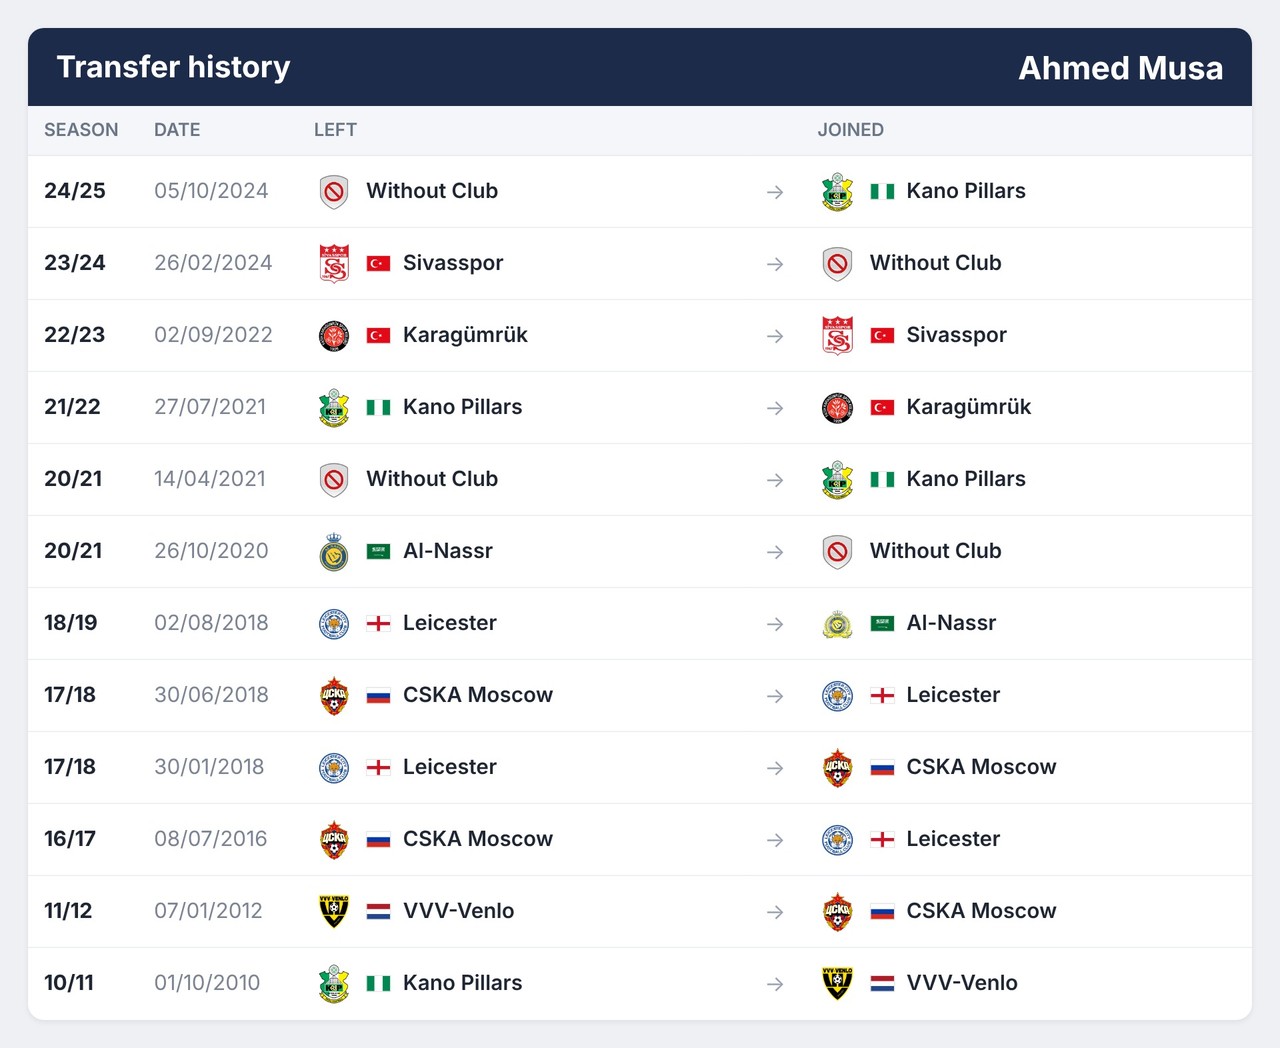 Transfer history Ahmed Musa
SEASON DATE LEFT JOINED
24/25 05/10/2024 Without Club → Kano Pillars
23/24 26/02/2024 Sivasspor → Without Club
22/23 02/09/2022 Karagümrük → Sivasspor
21/22 27/07/2021 Kano Pillars → Karagümrük
20/21 14/04/2021 Without Club → Kano Pillars
20/21 26/10/2020 Al-Nassr → Without Club
18/19 02/08/2018 Leicester → Al-Nassr
17/18 30/06/2018 CSKA Moscow → Leicester
17/18 30/01/2018 Leicester → CSKA Moscow
16/17 08/07/2016 CSKA Moscow → Leicester
11/12 07/01/2012 VVV-Venlo → CSKA Moscow
10/11 01/10/2010 Kano Pillars → VVV-Venlo